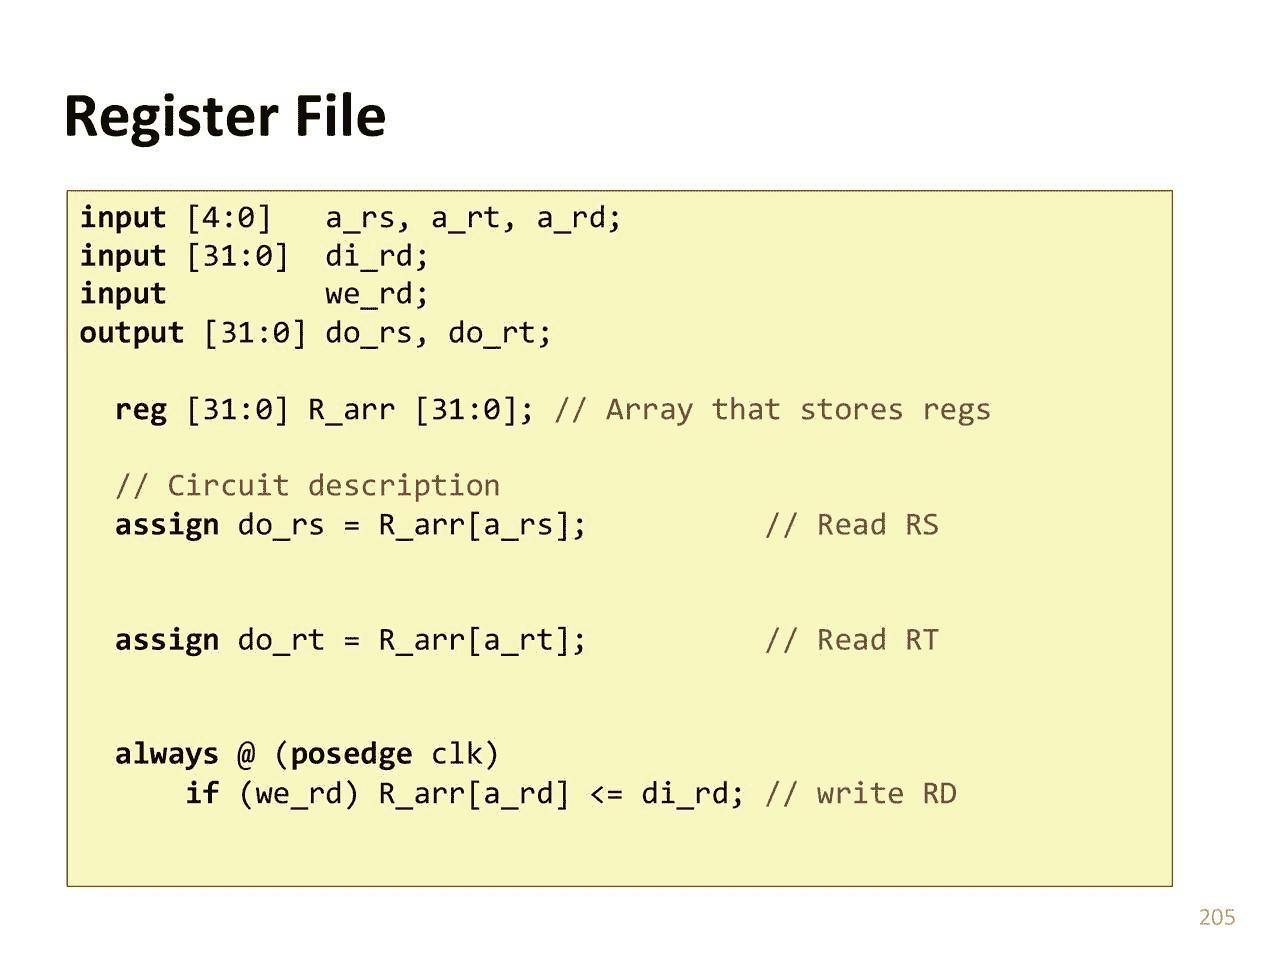 Register File
input [4:0]   a_rs, a_rt, a_rd;
input [31:0]  di_rd;
input         we_rd;
output [31:0] do_rs, do_rt;
reg [31:0] R_arr [31:0]; // Array that stores regs
// Circuit description
assign do_rs = R_arr[a_rs];          // Read RS
assign do_rt = R_arr[a_rt];          // Read RT
always @ (posedge clk)
if (we_rd) R_arr[a_rd] <= di_rd; // write RD
205